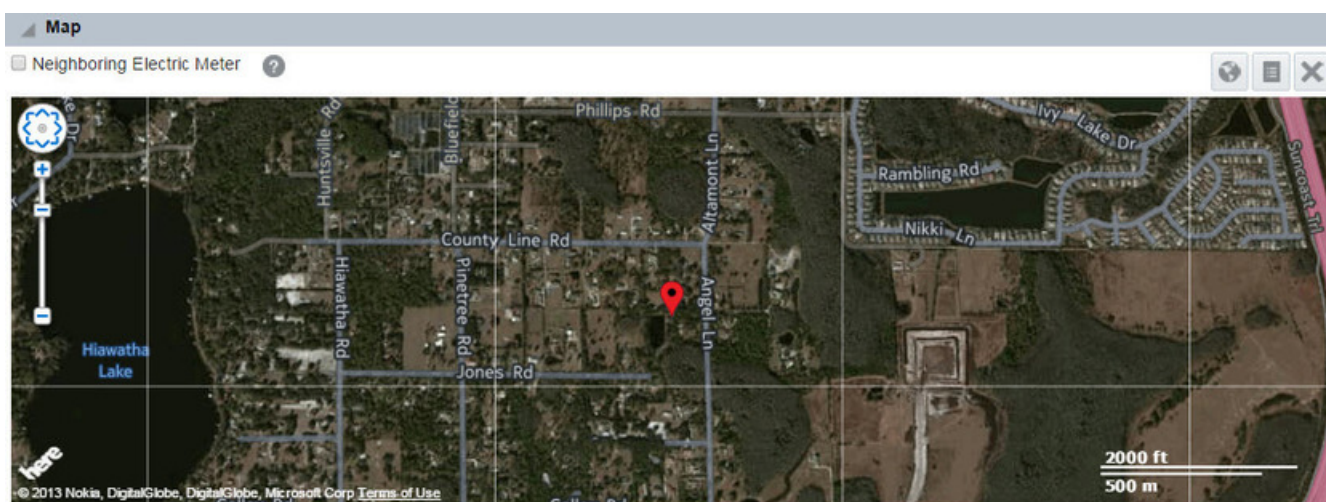 Map
Neighboring Electric Meter ?
Phillips Rd
Huntsville Rd
Bluefield
Altamont Ln
Ivy Lake Dr
Rambling Rd
Nikki Ln
Suncoast Trl
County Line Rd
Hiawatha Rd
Pinetree Rd
Angel Ln
Hiawatha
Lake
Jones Rd
here
2000 ft
500 m
© 2013 Nokia, DigitalGlobe, DigitalGlobe, Microsoft Corp Terms of Use